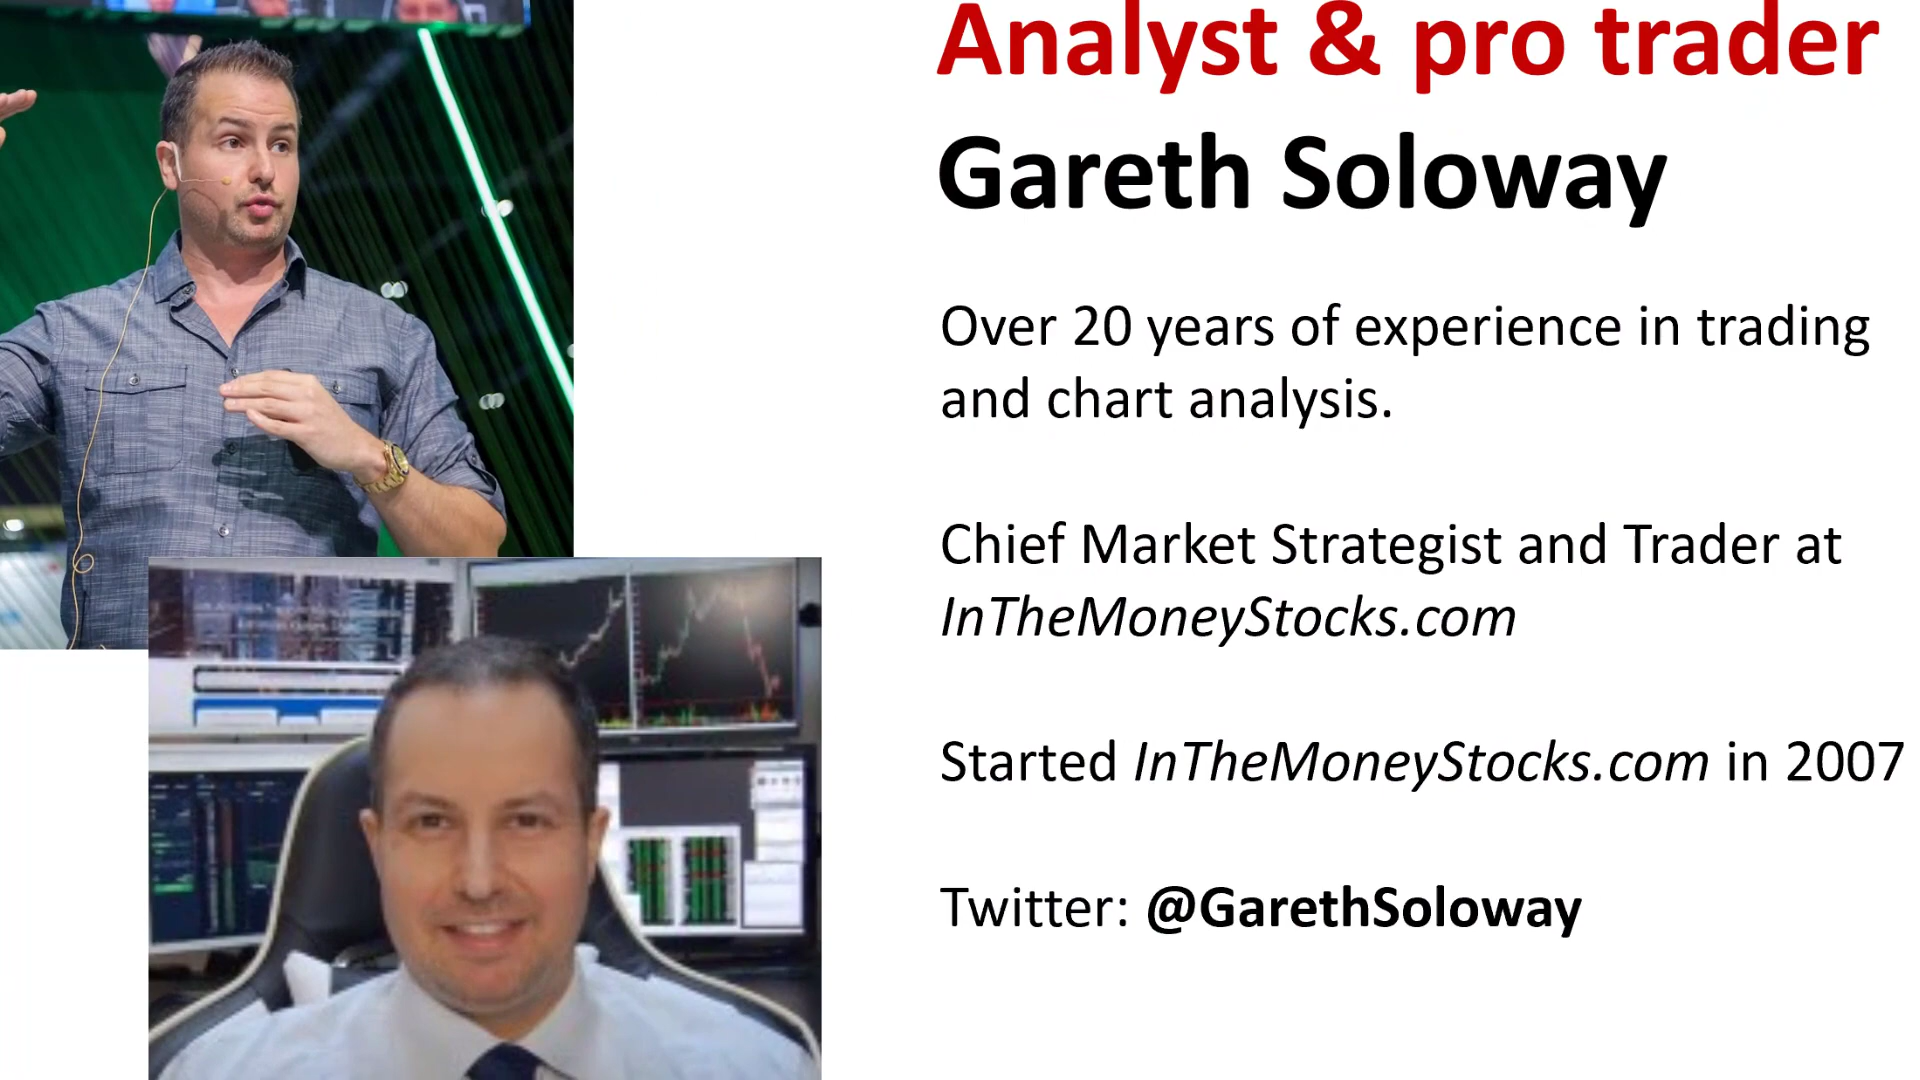 Analyst & pro trader
Gareth Soloway
Over 20 years of experience in trading
and chart analysis.
Chief Market Strategist and Trader at
InTheMoneyStocks.com
Started InTheMoneyStocks.com in 2007
Twitter: @GarethSoloway